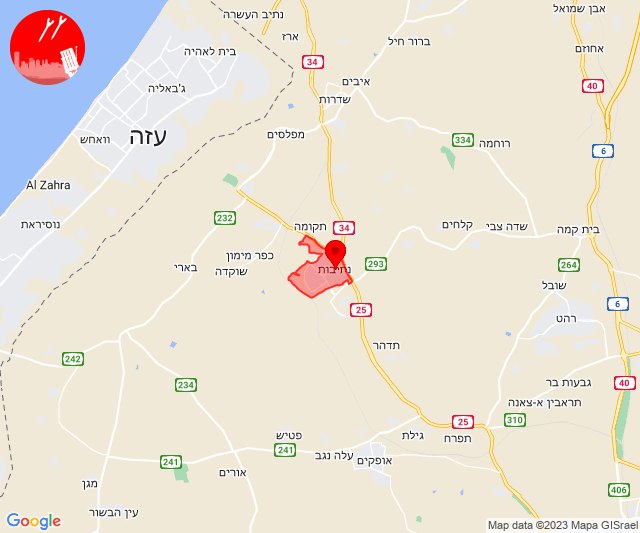 אבן שמואל
נתיב העשרה
ארז
ברור חיל
אחוזם
בית לאהיה
34
איבים
40
ג'באליה
שדרות
עזה
וואחש
מפלסים
334
רוחמה
6
Al Zahra
נוסיראת
232
תקומה
34
קלחים
שדה צבי
בית קמה
כפר מימון
שוקדה
בארי
נתיבות
293
264
שובל
25
6
רהט
תדהר
242
234
גבעות בר
40
תראבין א-צאנה
310
25
גילת
תפרח
פטיש
241
עלה נגב
אופקים
241
אורים
מגן
406
עין הבשור
Google
Map data ©2023 Mapa GISrael